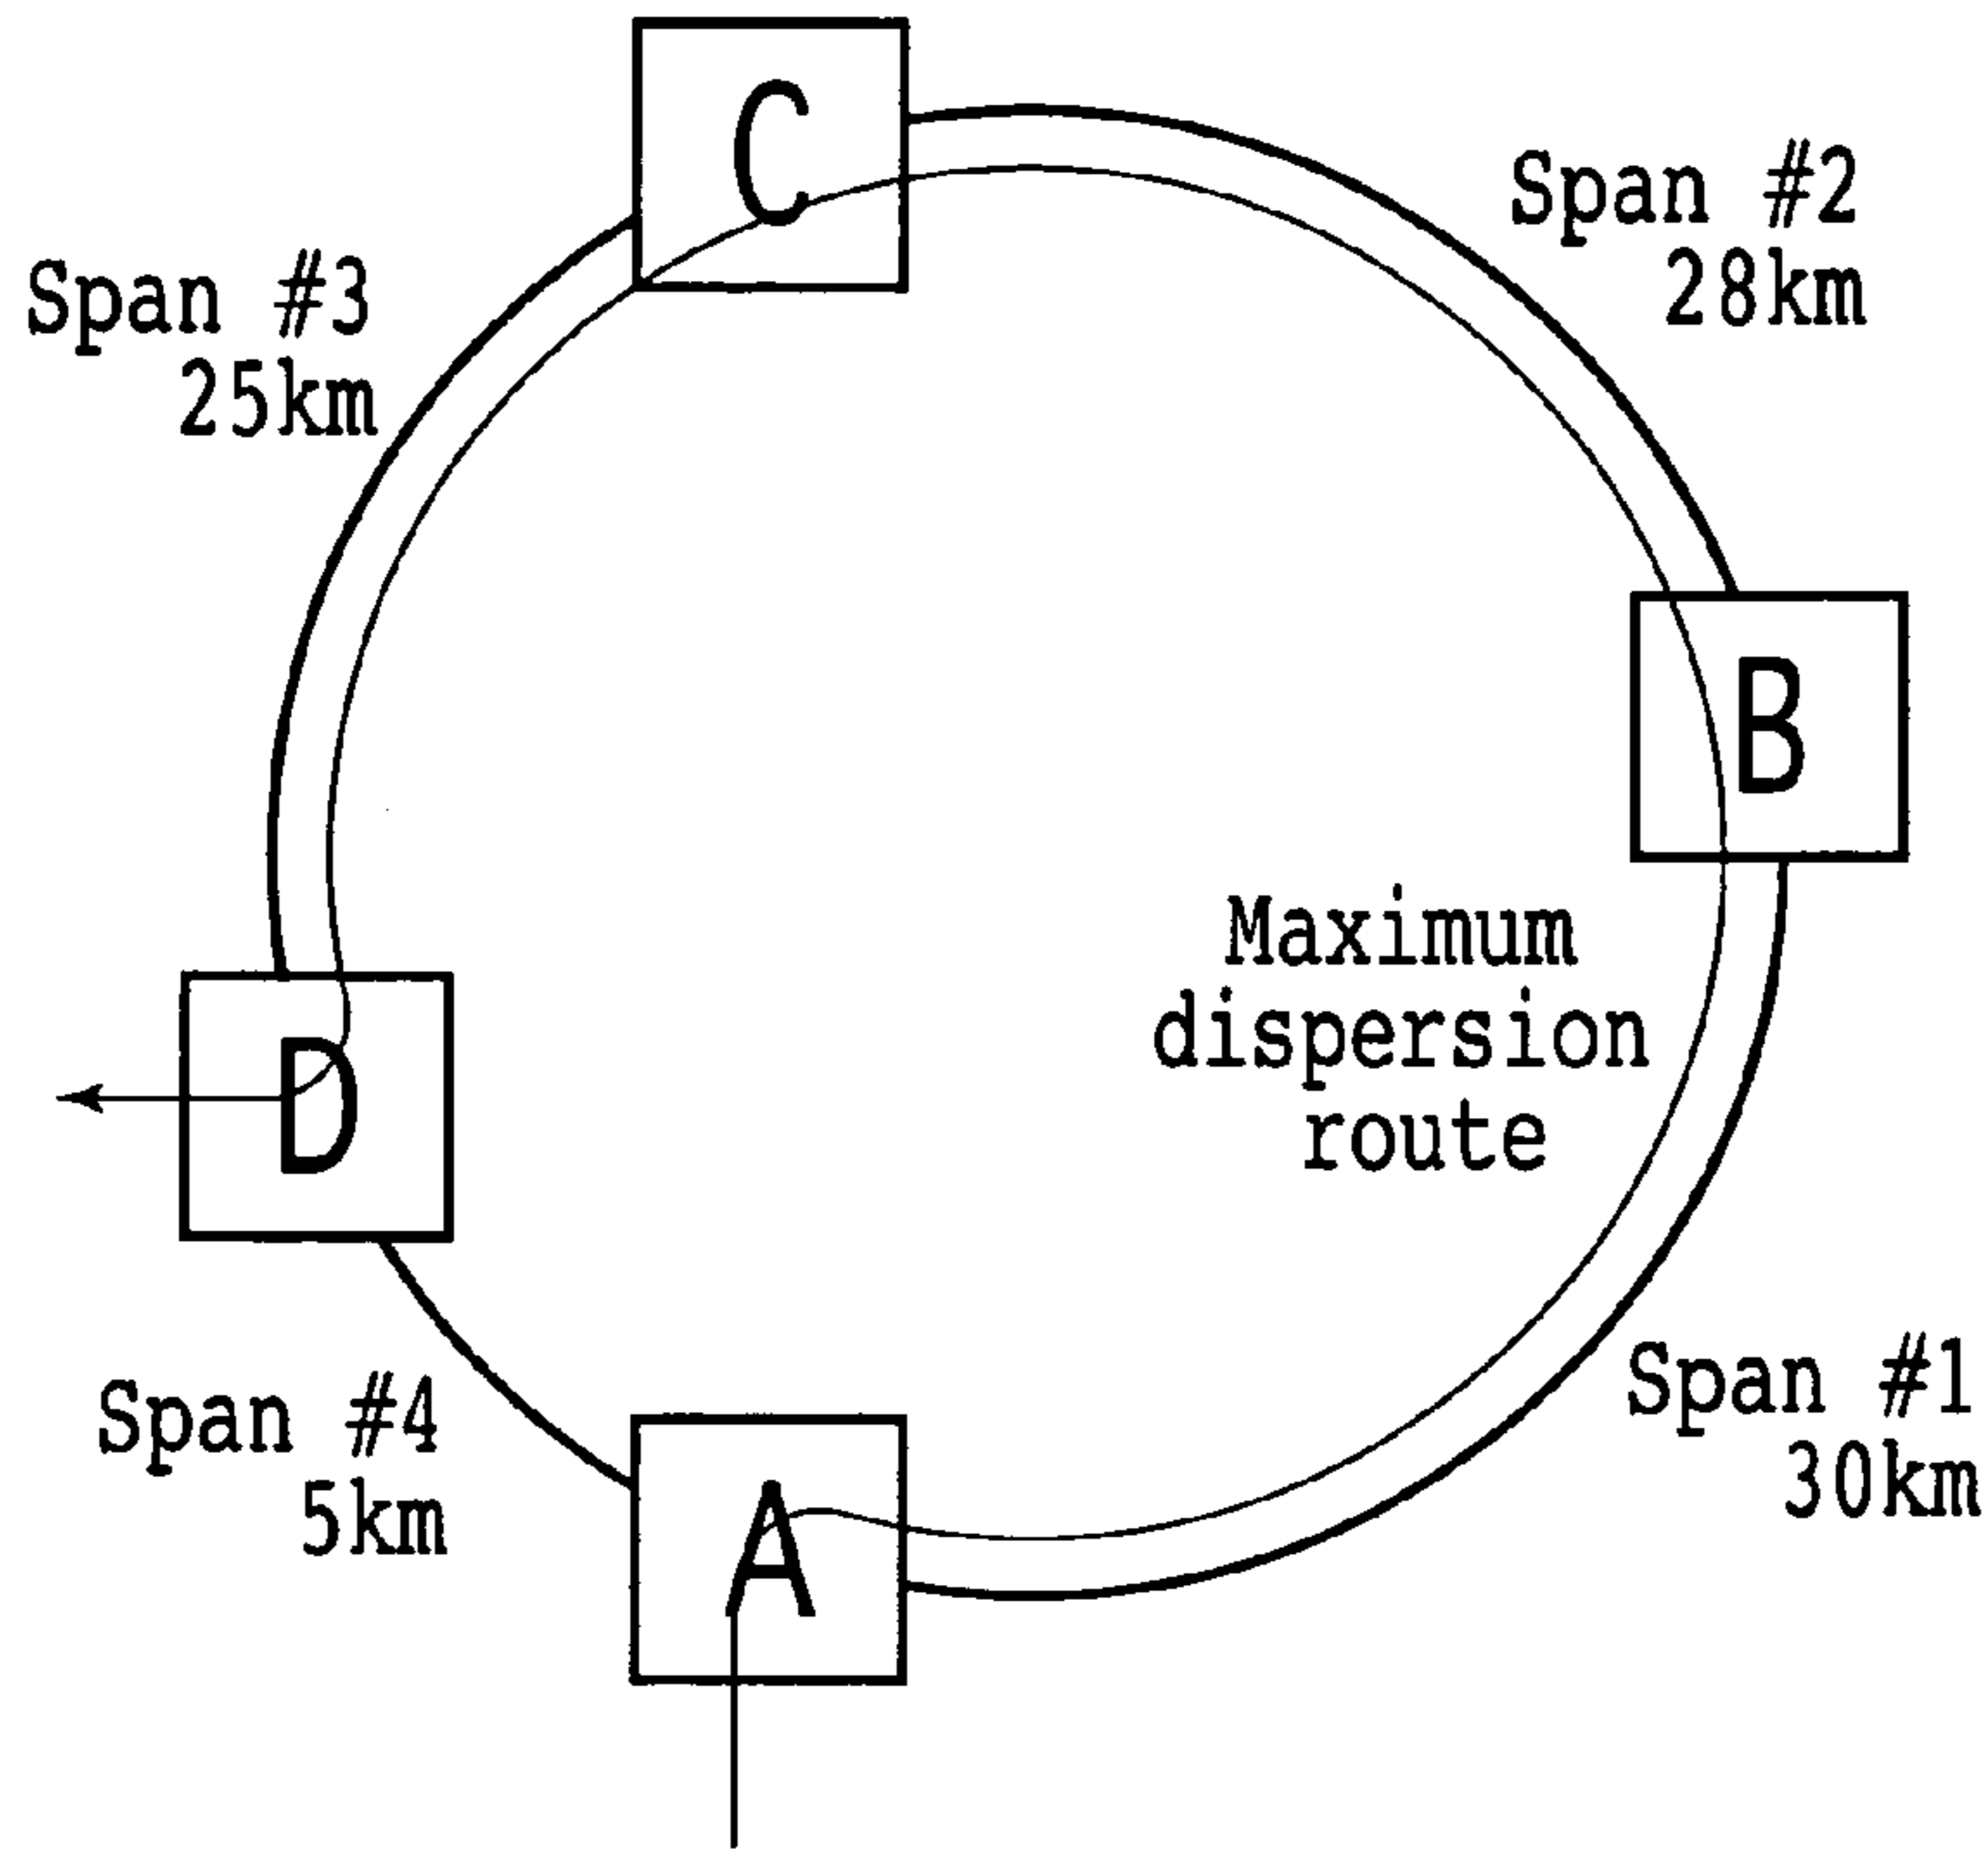 C
Span #2
28km
Span #3
25km
B
Maximum
dispersion
route
D
Span #1
30km
Span #4
5km
A